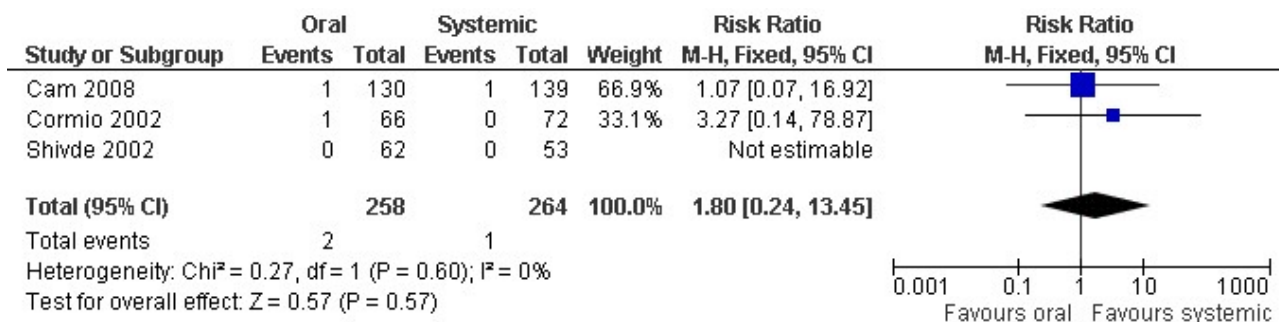 Oral Systemic Risk Ratio Risk Ratio
Study or Subgroup Events Total Events Total Weight M-H, Fixed, 95% CI M-H, Fixed, 95% CI
Cam 2008 1 130 1 139 66.9% 1.07 [0.07, 16.92]
Cormio 2002 1 66 0 72 33.1% 3.27 [0.14, 78.87]
Shivde 2002 0 62 0 53 Not estimable
Total (95% CI) 258 264 100.0% 1.80 [0.24, 13.45]
Total events 2 1
Heterogeneity: Chi² = 0.27, df = 1 (P = 0.60); I² = 0%
Test for overall effect: Z = 0.57 (P = 0.57)
0.001 0.1 1 10 1000
Favours oral Favours systemic